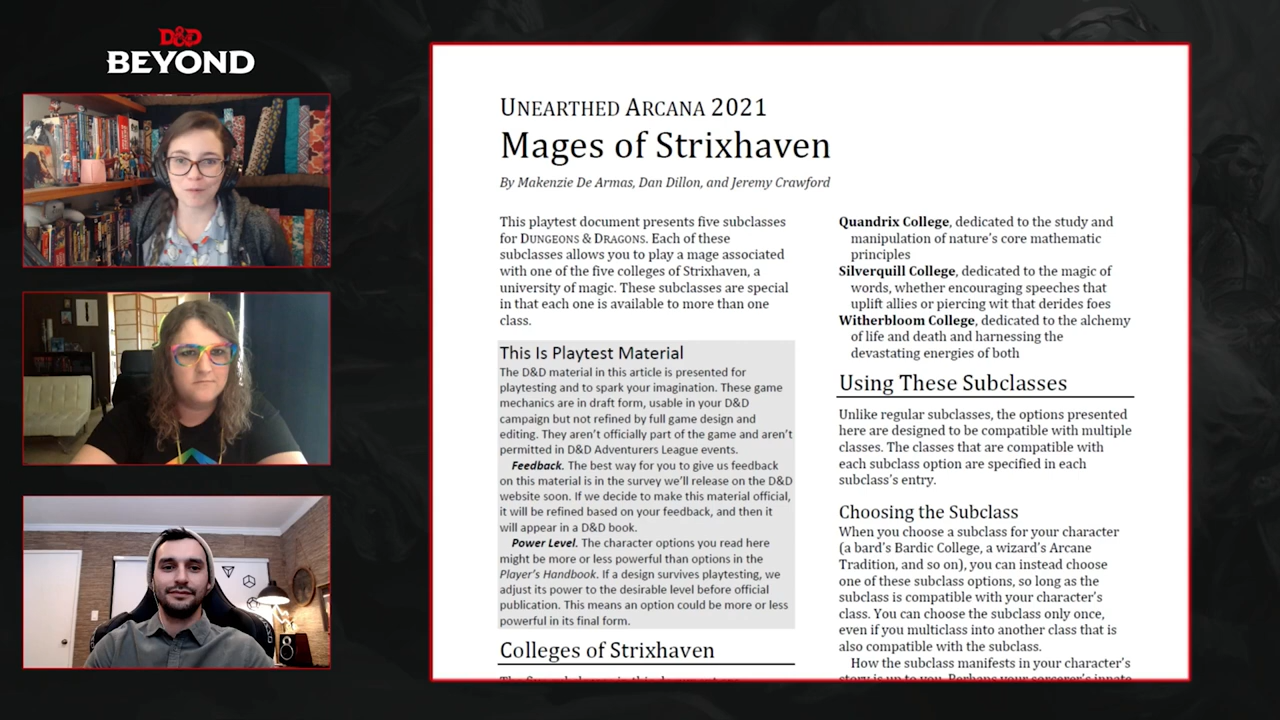 D&D
BEYOND
UNEARTHED ARCANA 2021
Mages of Strixhaven
By Makenzie De Armas, Dan Dillon, and Jeremy Crawford
This playtest document presents five subclasses
for DUNGEONS & DRAGONS. Each of these
subclasses allows you to play a mage associated
with one of the five colleges of Strixhaven, a
university of magic. These subclasses are special
in that each one is available to more than one
class.
This Is Playtest Material
The D&D material in this article is presented for
playtesting and to spark your imagination. These game
mechanics are in draft form, usable in your D&D
campaign but not refined by full game design and
editing. They aren't officially part of the game and aren't
permitted in D&D Adventurers League events.
Feedback. The best way for you to give us feedback
on this material is in the survey we'll release on the D&D
website soon. If we decide to make this material official,
it will be refined based on your feedback, and then it
will appear in a D&D book.
Power Level. The character options you read here
might be more or less powerful than options in the
Player's Handbook. If a design survives playtesting, we
adjust its power to the desirable level before official
publication. This means an option could be more or less
powerful in its final form.
Colleges of Strixhaven
Quandrix College, dedicated to the study and
manipulation of nature's core mathematic
principles
Silverquill College, dedicated to the magic of
words, whether encouraging speeches that
uplift allies or piercing wit that derides foes
Witherbloom College, dedicated to the alchemy
of life and death and harnessing the
devastating energies of both
Using These Subclasses
Unlike regular subclasses, the options presented
here are designed to be compatible with multiple
classes. The classes that are compatible with
each subclass option are specified in each
subclass's entry.
Choosing the Subclass
When you choose a subclass for your character
(a bard's Bardic College, a wizard's Arcane
Tradition, and so on), you can instead choose
one of these subclass options, so long as the
subclass is compatible with your character's
class. You can choose the subclass only once,
even if you multiclass into another class that is
also compatible with the subclass.
How the subclass manifests in your character's
story is up to you. Perhaps your sorcerer's innate